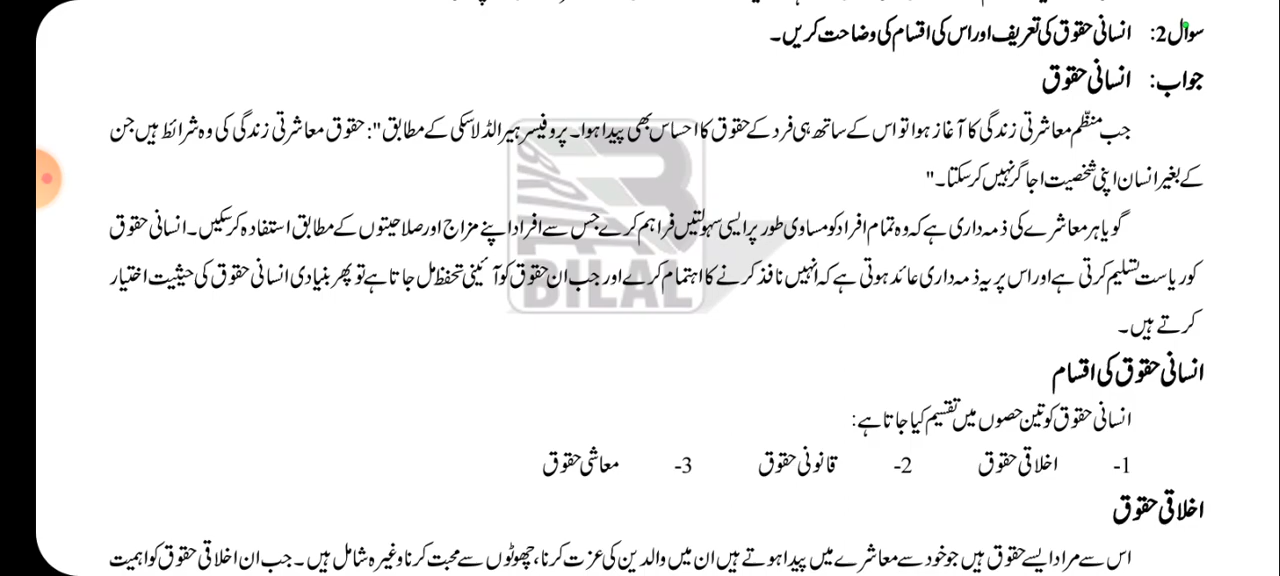 سوال 2: انسانی حقوق کی تعریف اور اس کی اقسام کی وضاحت کریں۔
جواب: انسانی حقوق
جب منظّم معاشرتی زندگی کا آغاز ہوا تو اس کے ساتھ ہی فرد کے حقوق کا احساس بھی پیدا ہوا۔ پروفیسر ہیرالڈ لاسکی کے مطابق ":حقوق معاشرتی زندگی کی وہ شرائط ہیں جن
کے بغیر انسان اپنی شخصیت اجاگر نہیں کر سکتا۔"
گویا ہر معاشرے کی ذمہ داری ہے کہ وہ تمام افراد کو مساوی طور پر ایسی سہولتیں فراہم کرے جس سے افراد اپنے مزاج اور صلاحیتوں کے مطابق استفادہ کر سکیں۔ انسانی حقوق
کو ریاست تسلیم کرتی ہے اور اس پر یہ ذمہ داری عائد ہوتی ہے کہ انہیں نافذ کرنے کا اہتمام کرے اور جب ان حقوق کو آئینی تحفظ مل جاتا ہے تو پھر بنیادی انسانی حقوق کی حیثیت اختیار
BILAL
کرتے ہیں۔
انسانی حقوق کی اقسام
انسانی حقوق کو تین حصوں میں تقسیم کیا جاتا ہے:
1- اخلاقی حقوق 2- قانونی حقوق 3- معاشی حقوق
اخلاقی حقوق
اس سے مراد ایسے حقوق ہیں جو خود سے معاشرے میں پیدا ہوتے ہیں ان میں والدین کی عزت کرنا، چھوٹوں سے محبت کرنا وغیرہ شامل ہیں۔ جب ان اخلاقی حقوق کو اہمیت